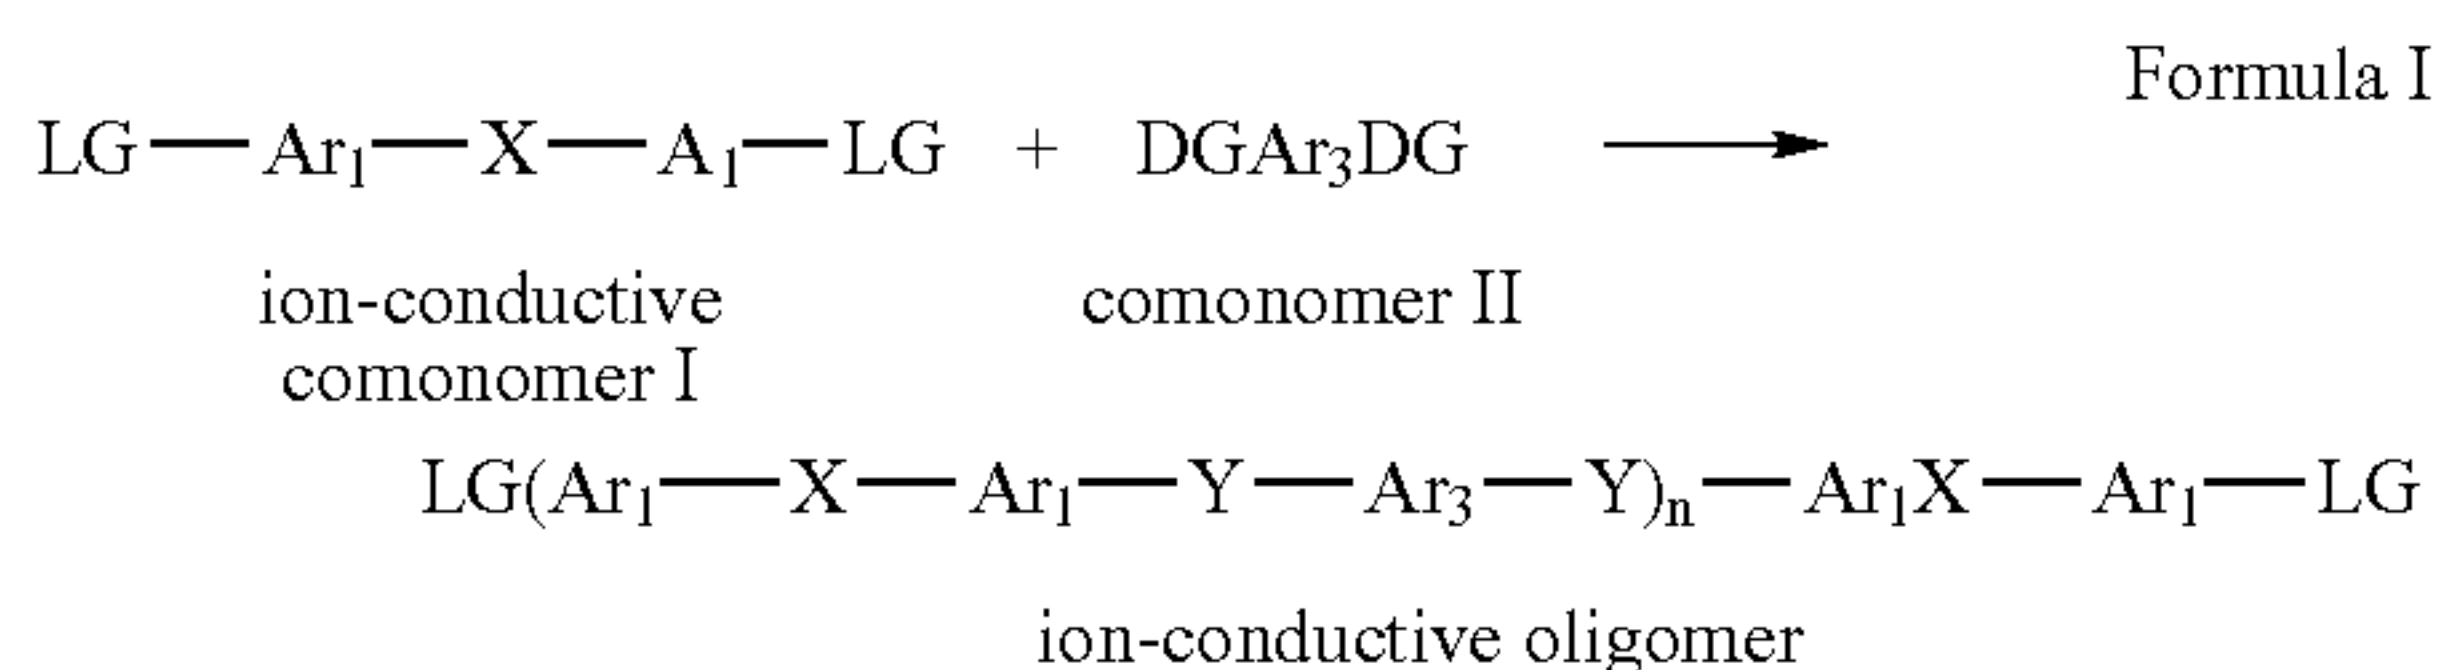 Formula I
LG—Ar₁—X—A₁—LG + DGAr₃DG ⟶
ion-conductive comonomer II
comonomer I
LG(Ar₁—X—Ar₁—Y—Ar₃—Y)ₙ—Ar₁X—Ar₁—LG
ion-conductive oligomer